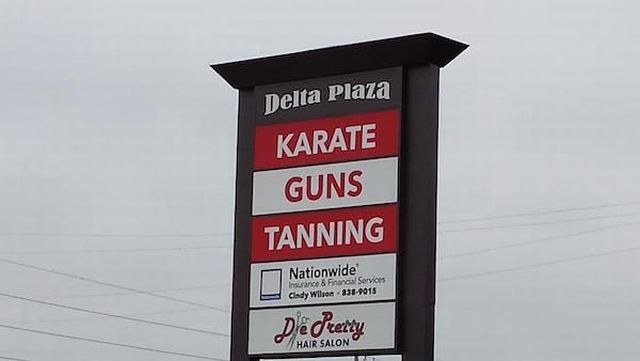 Delta Plaza
KARATE
GUNS
TANNING
Nationwide®
Insurance & Financial Services
Cindy Wilson - 838-9015
Die Pretty
HAIR SALON